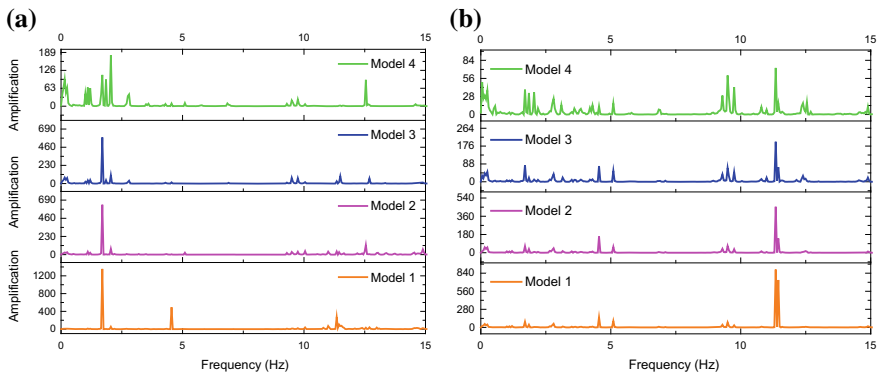 (a)
0 5 10 15
189
126
63
0
Amplification
Model 4
690
460
230
0
Amplification
Model 3
690
460
230
0
Amplification
Model 2
1200
800
400
0
Amplification
Model 1
0 5 10 15
Frequency (Hz)
(b)
0 5 10 15
84
56
28
0
Model 4
264
176
88
0
Model 3
540
360
180
0
Model 2
840
560
280
0
Model 1
0 5 10 15
Frequency (Hz)